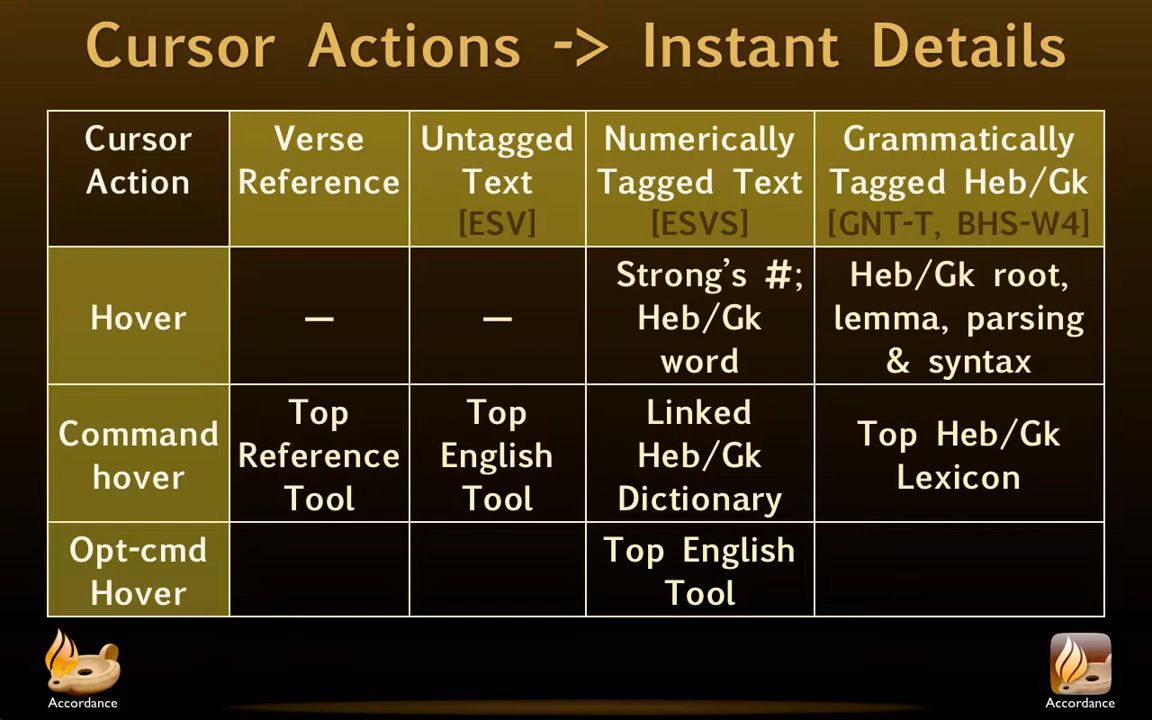 Cursor Actions -> Instant Details
Cursor
Action
Verse
Reference
Untagged
Text
[ESV]
Numerically
Tagged Text
[ESVS]
Grammatically
Tagged Heb/Gk
[GNT-T, BHS-W4]
Hover
—
—
Strong’s #;
Heb/Gk
word
Heb/Gk root,
lemma, parsing
& syntax
Command
hover
Top
Reference
Tool
Top
English
Tool
Linked
Heb/Gk
Dictionary
Top Heb/Gk
Lexicon
Opt-cmd
Hover
Top English
Tool
Accordance
Accordance